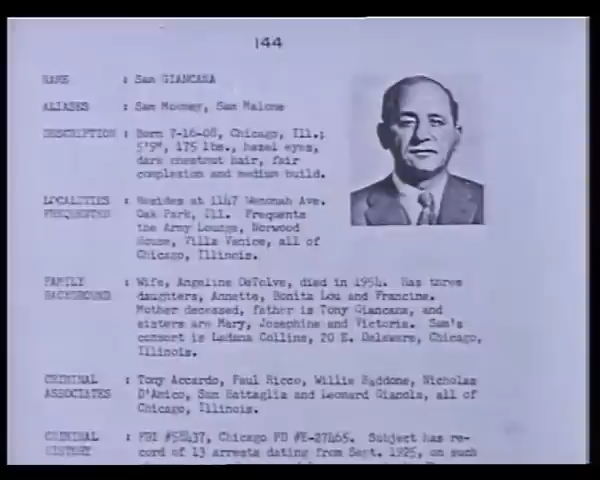 144
NAME : Sam GIANCANA
ALIASES : Sam Mooney, Sam Malone
DESCRIPTION : Born 7-16-08, Chicago, Ill.;
5'9", 175 lbs., hazel eyes,
dark chestnut hair, fair
complexion and medium build.
LOCALITIES : Resides at 1147 Wenonah Ave.
FREQUENTED Oak Park, Ill. Frequents
the Army Lounge, Norwood
House, Villa Venice, all of
Chicago, Illinois.
FAMILY : Wife, Angeline DeTolve, died in 1954. Has three
BACKGROUND daughters, Annette, Bonita Lou and Francine.
Mother deceased, father is Tony Giancana, and
sisters are Mary, Josephine and Victoria. Sam's
consort is Collins, 20 E. Delaware, Chicago,
Illinois.
CRIMINAL : Tony Accardo, Paul Ricco, Willie Daddone, Nicholas
ASSOCIATES D'Amico, Sam Battaglia and Leonard Gianola, all of
Chicago, Illinois.
CRIMINAL : FBI #58437, Chicago PD #E-27465. Subject has re-
HISTORY cord of 13 arrests dating from Sept. 1925, on such